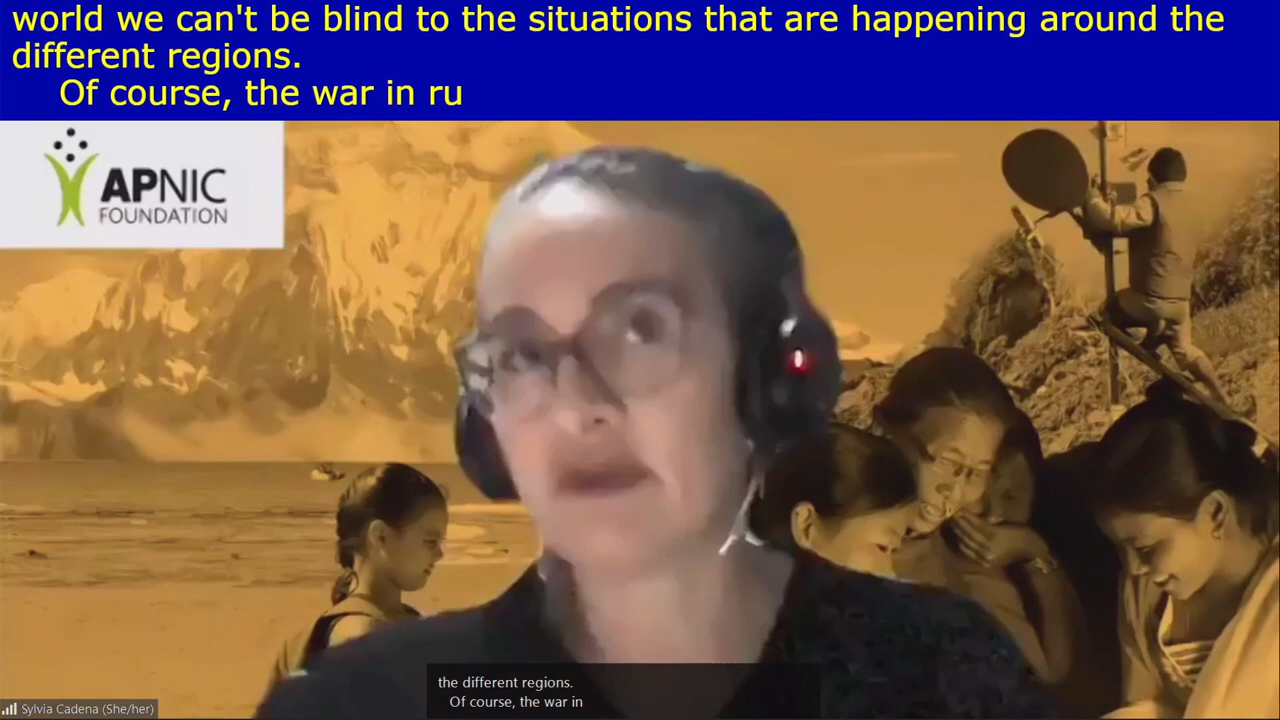 world we can't be blind to the situations that are happening around the
different regions.
Of course, the war in ru
APNIC
FOUNDATION
the different regions.
Of course, the war in
Sylvia Cadena (She/her)